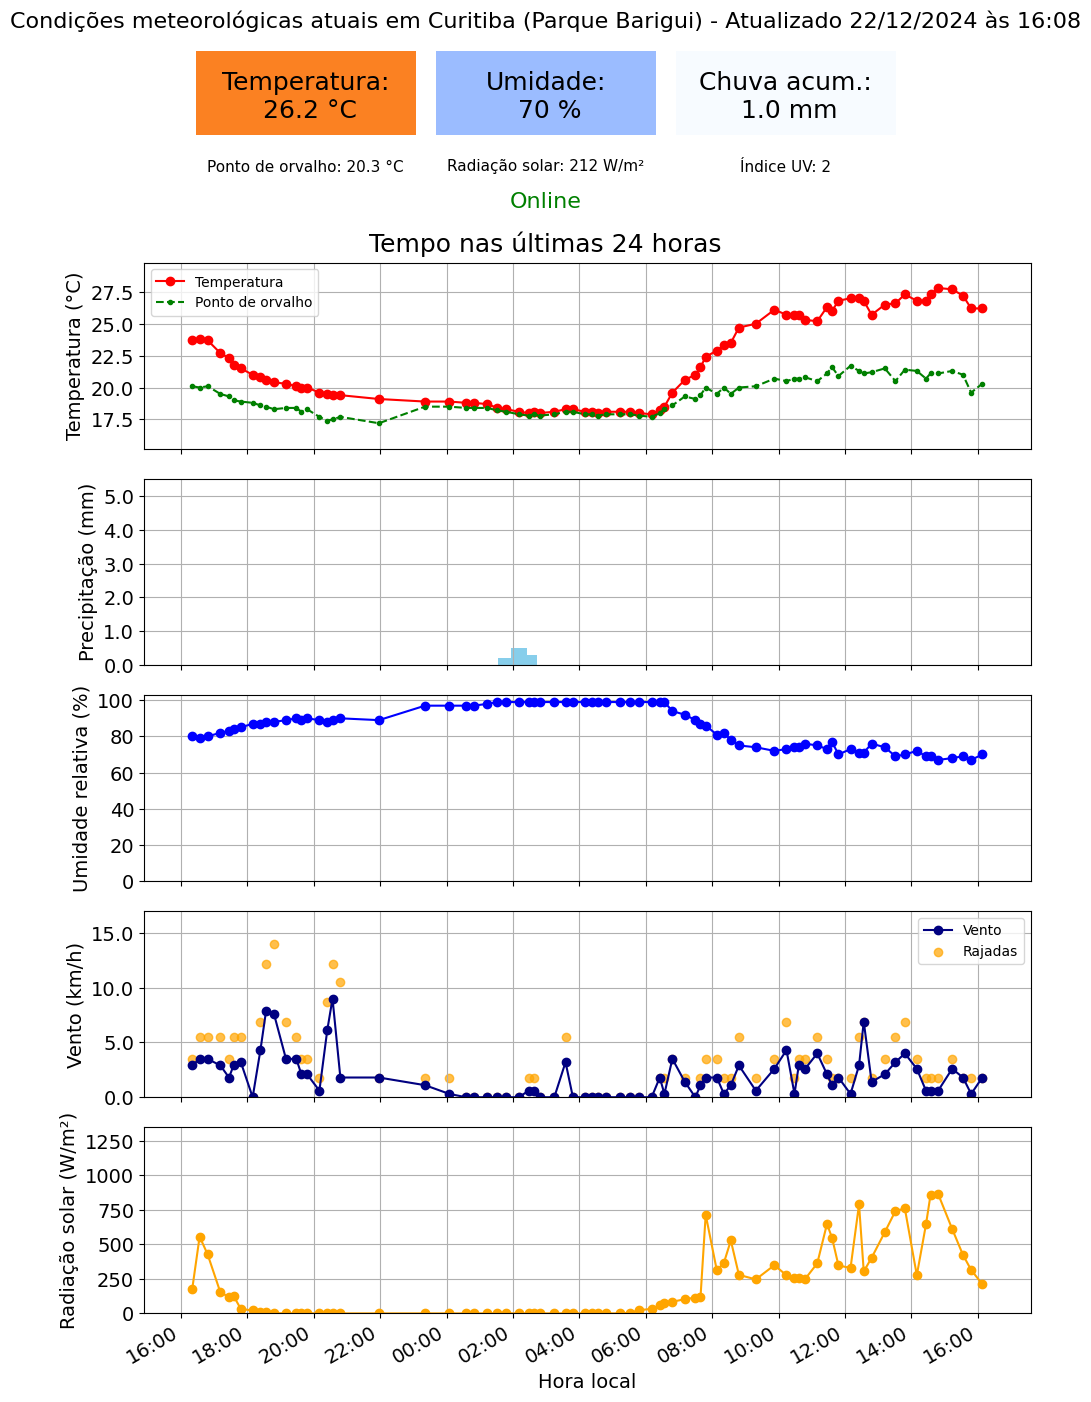 Condições meteorológicas atuais em Curitiba (Parque Barigui) - Atualizado 22/12/2024 às 16:08
Temperatura:
26.2 °C
Umidade:
70 %
Chuva acum.:
1.0 mm
Ponto de orvalho: 20.3 °C
Radiação solar: 212 W/m²
Índice UV: 2
Online
Tempo nas últimas 24 horas
Temperatura (°C)
27.5
25.0
22.5
20.0
17.5
Temperatura
Ponto de orvalho
Precipitação (mm)
5.0
4.0
3.0
2.0
1.0
0.0
Umidade relativa (%)
100
80
60
40
20
0
Vento (km/h)
15.0
10.0
5.0
0.0
Vento
Rajadas
Radiação solar (W/m²)
1250
1000
750
500
250
0
16:00
18:00
20:00
22:00
00:00
02:00
04:00
06:00
08:00
10:00
12:00
14:00
16:00
Hora local